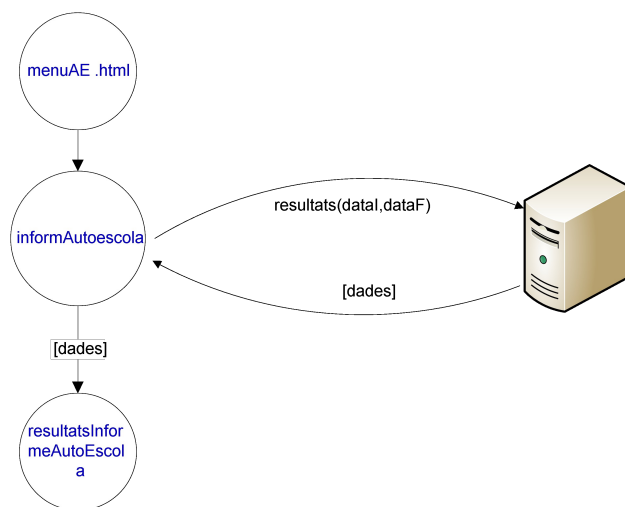 menuAE .html
informAutoescola
resultats(dataI,dataF)
[dades]
[dades]
resultatsInfor
meAutoEscol
a